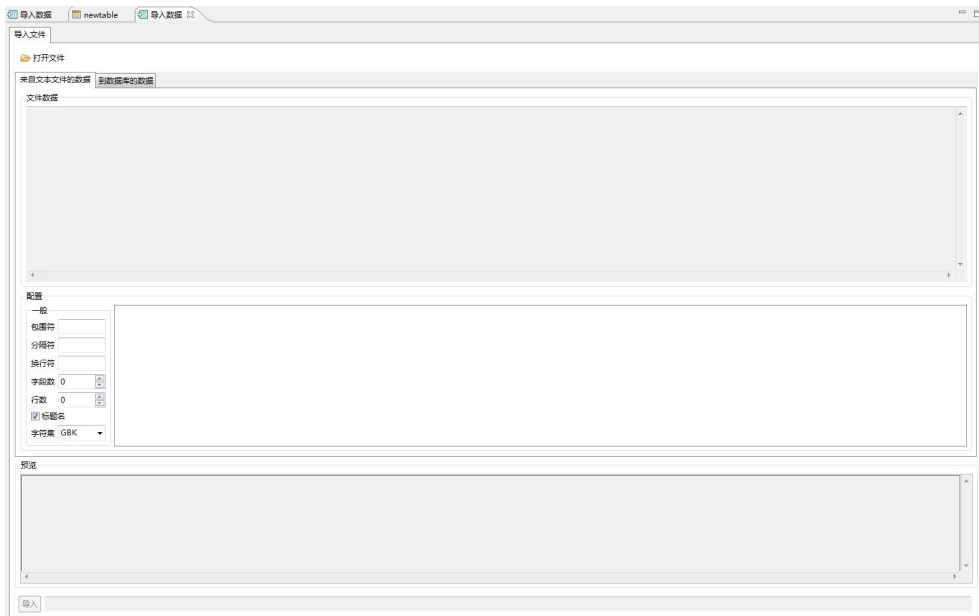 导入数据 newtable 导入数据
导入文件
打开文件
来自文本文件的数据 到数据库的数据
文件数据
配置
一般
包围符
分隔符
换行符
字段数 0
行数 0
标题名
字符集 GBK
预览
导入